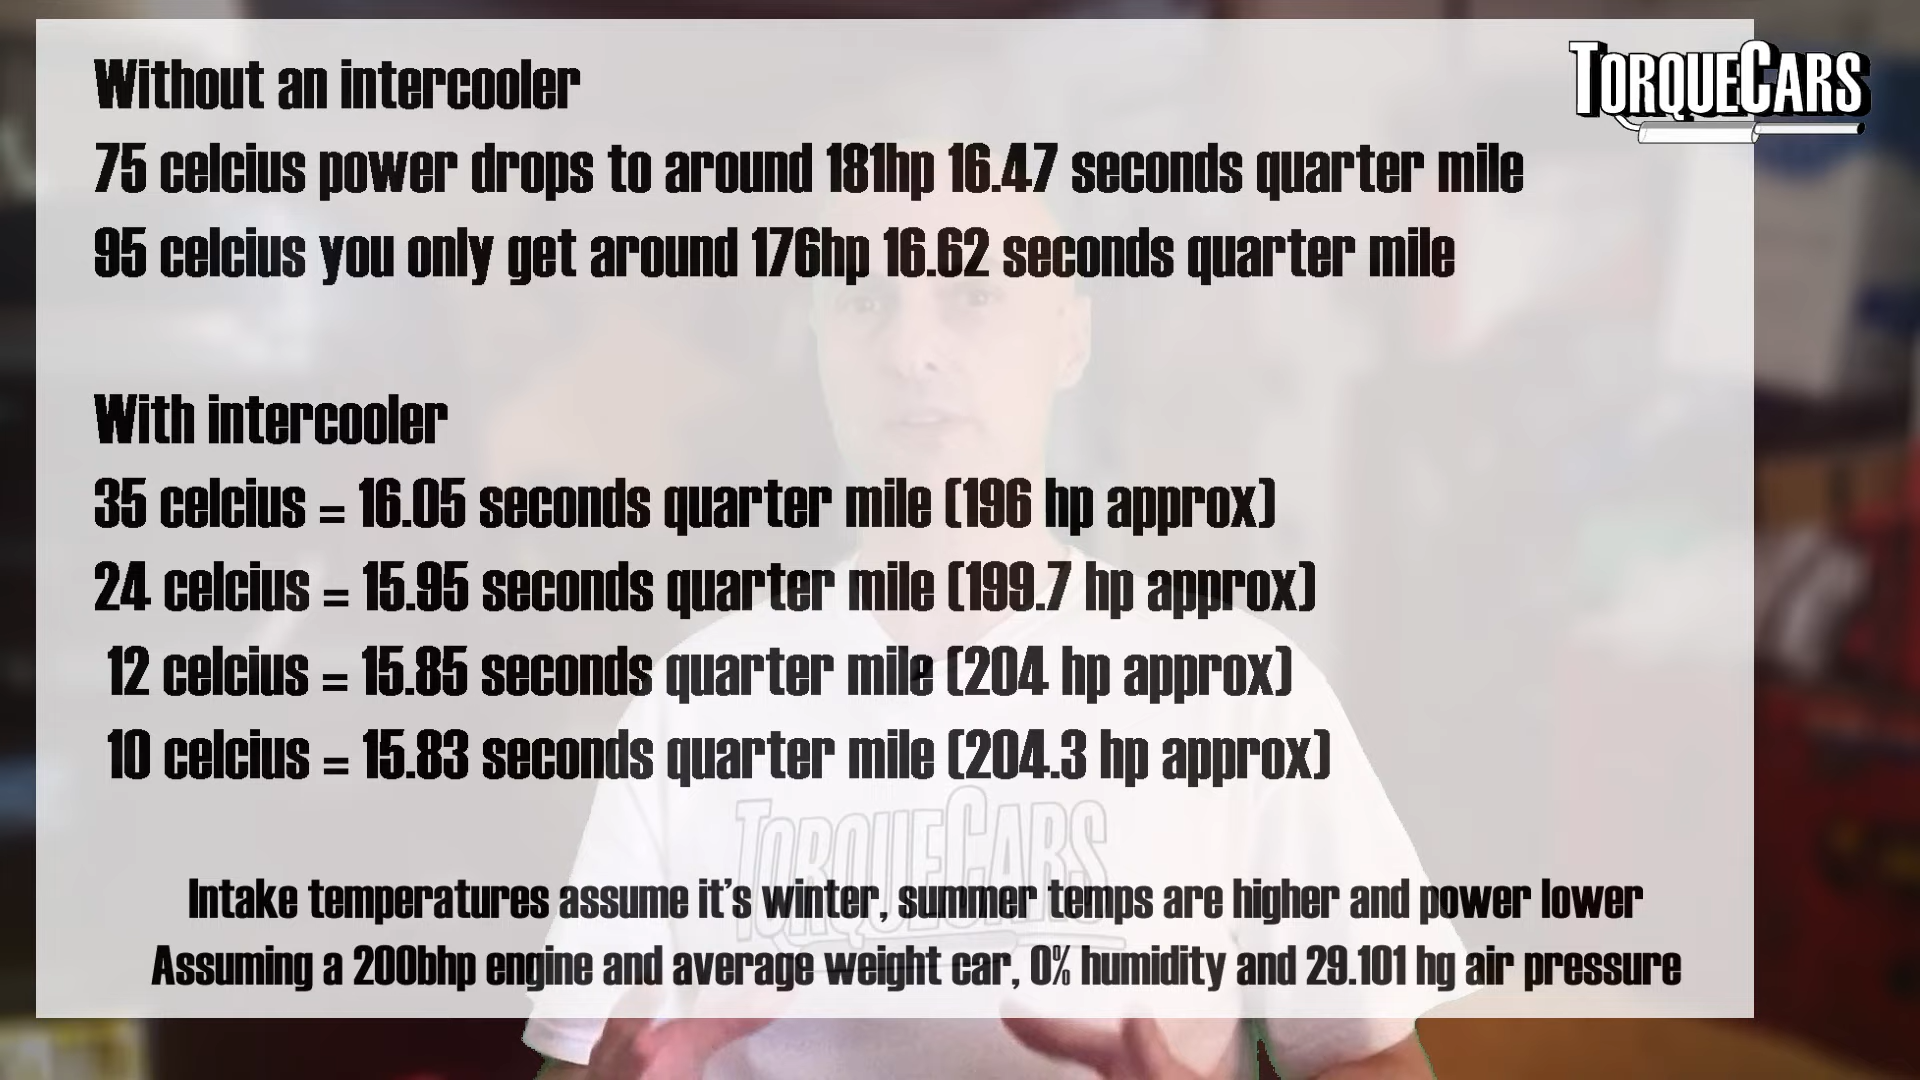 TORQUECARS
Without an intercooler
75 celcius power drops to around 181hp 16.47 seconds quarter mile
95 celcius you only get around 176hp 16.62 seconds quarter mile
With intercooler
35 celcius = 16.05 seconds quarter mile (196 hp approx)
24 celcius = 15.95 seconds quarter mile (199.7 hp approx)
12 celcius = 15.85 seconds quarter mile (204 hp approx)
10 celcius = 15.83 seconds quarter mile (204.3 hp approx)
TORQUECARS
Intake temperatures assume it's winter, summer temps are higher and power lower
Assuming a 200bhp engine and average weight car, 0% humidity and 29.101 hg air pressure